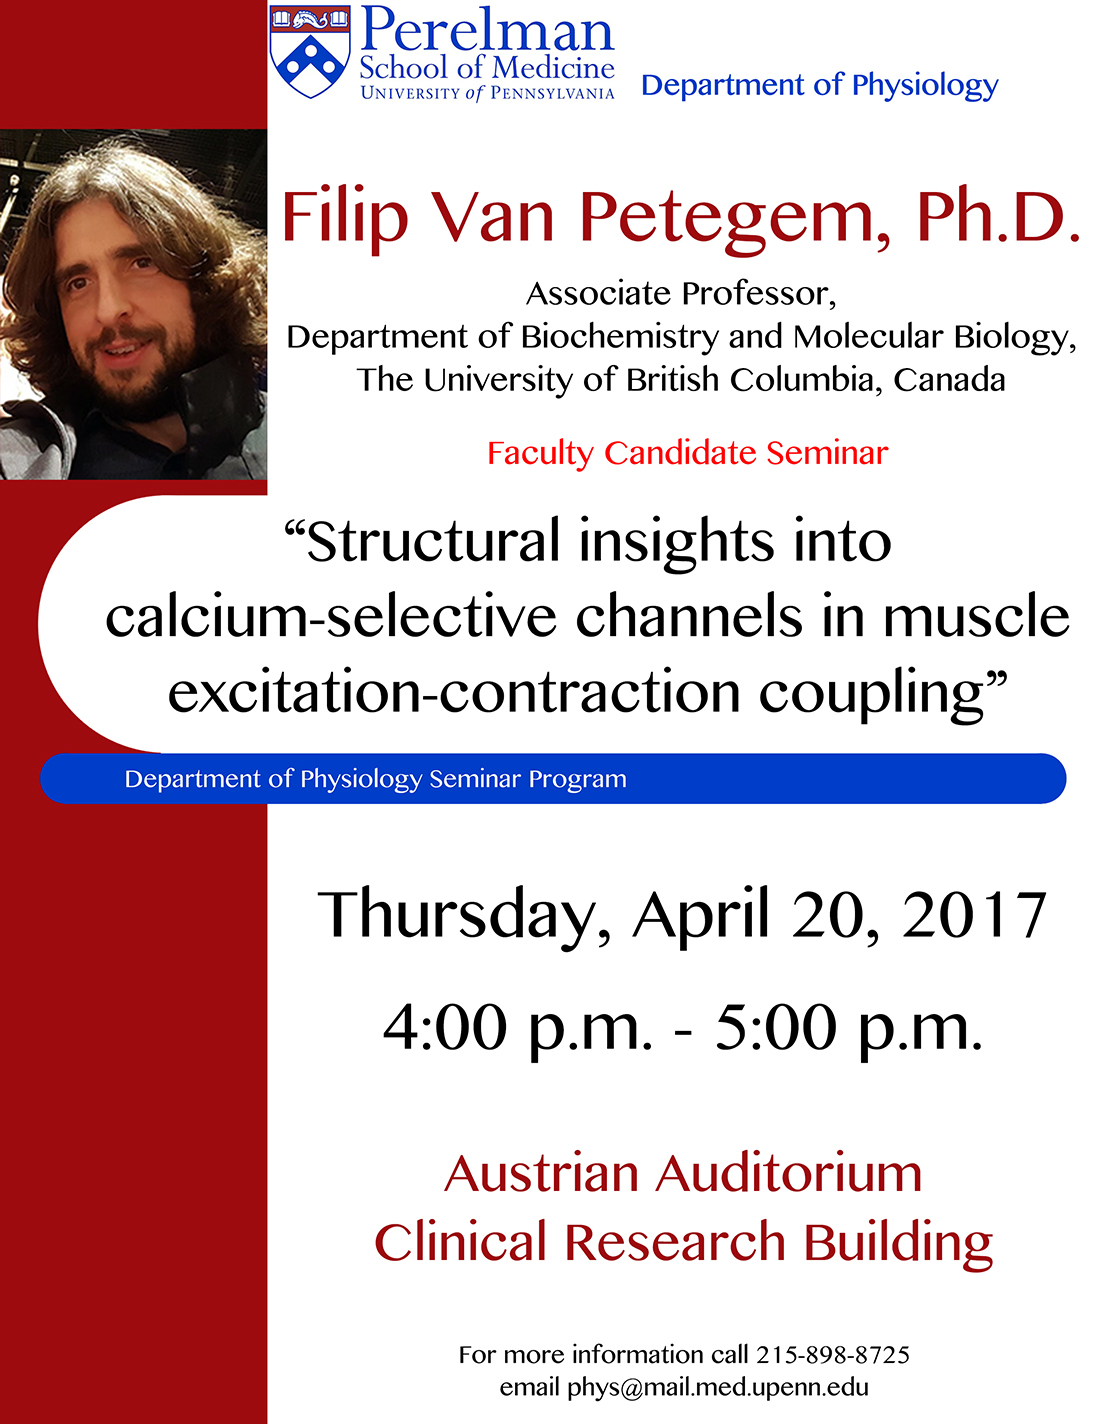 Perelman
School of Medicine
UNIVERSITY of PENNSYLVANIA
Department of Physiology
Filip Van Petegem, Ph.D.
Associate Professor,
Department of Biochemistry and Molecular Biology,
The University of British Columbia, Canada
Faculty Candidate Seminar
“Structural insights into
calcium-selective channels in muscle
excitation-contraction coupling”
Department of Physiology Seminar Program
Thursday, April 20, 2017
4:00 p.m. - 5:00 p.m.
Austrian Auditorium
Clinical Research Building
For more information call 215-898-8725
email phys@mail.med.upenn.edu